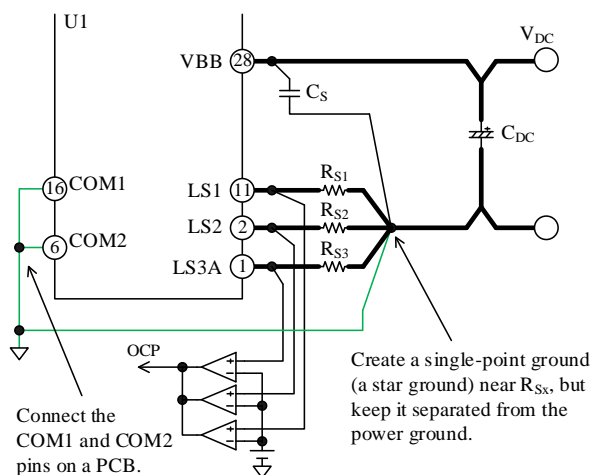 U1
VBB
28
V_DC
C_S
C_DC
16
COM1
LS1
11
R_S1
6
COM2
LS2
2
R_S2
LS3A
1
R_S3
OCP
+
−
+
−
+
−
Connect the
COM1 and COM2
pins on a PCB.
Create a single-point ground
(a star ground) near R_Sx, but
keep it separated from the
power ground.